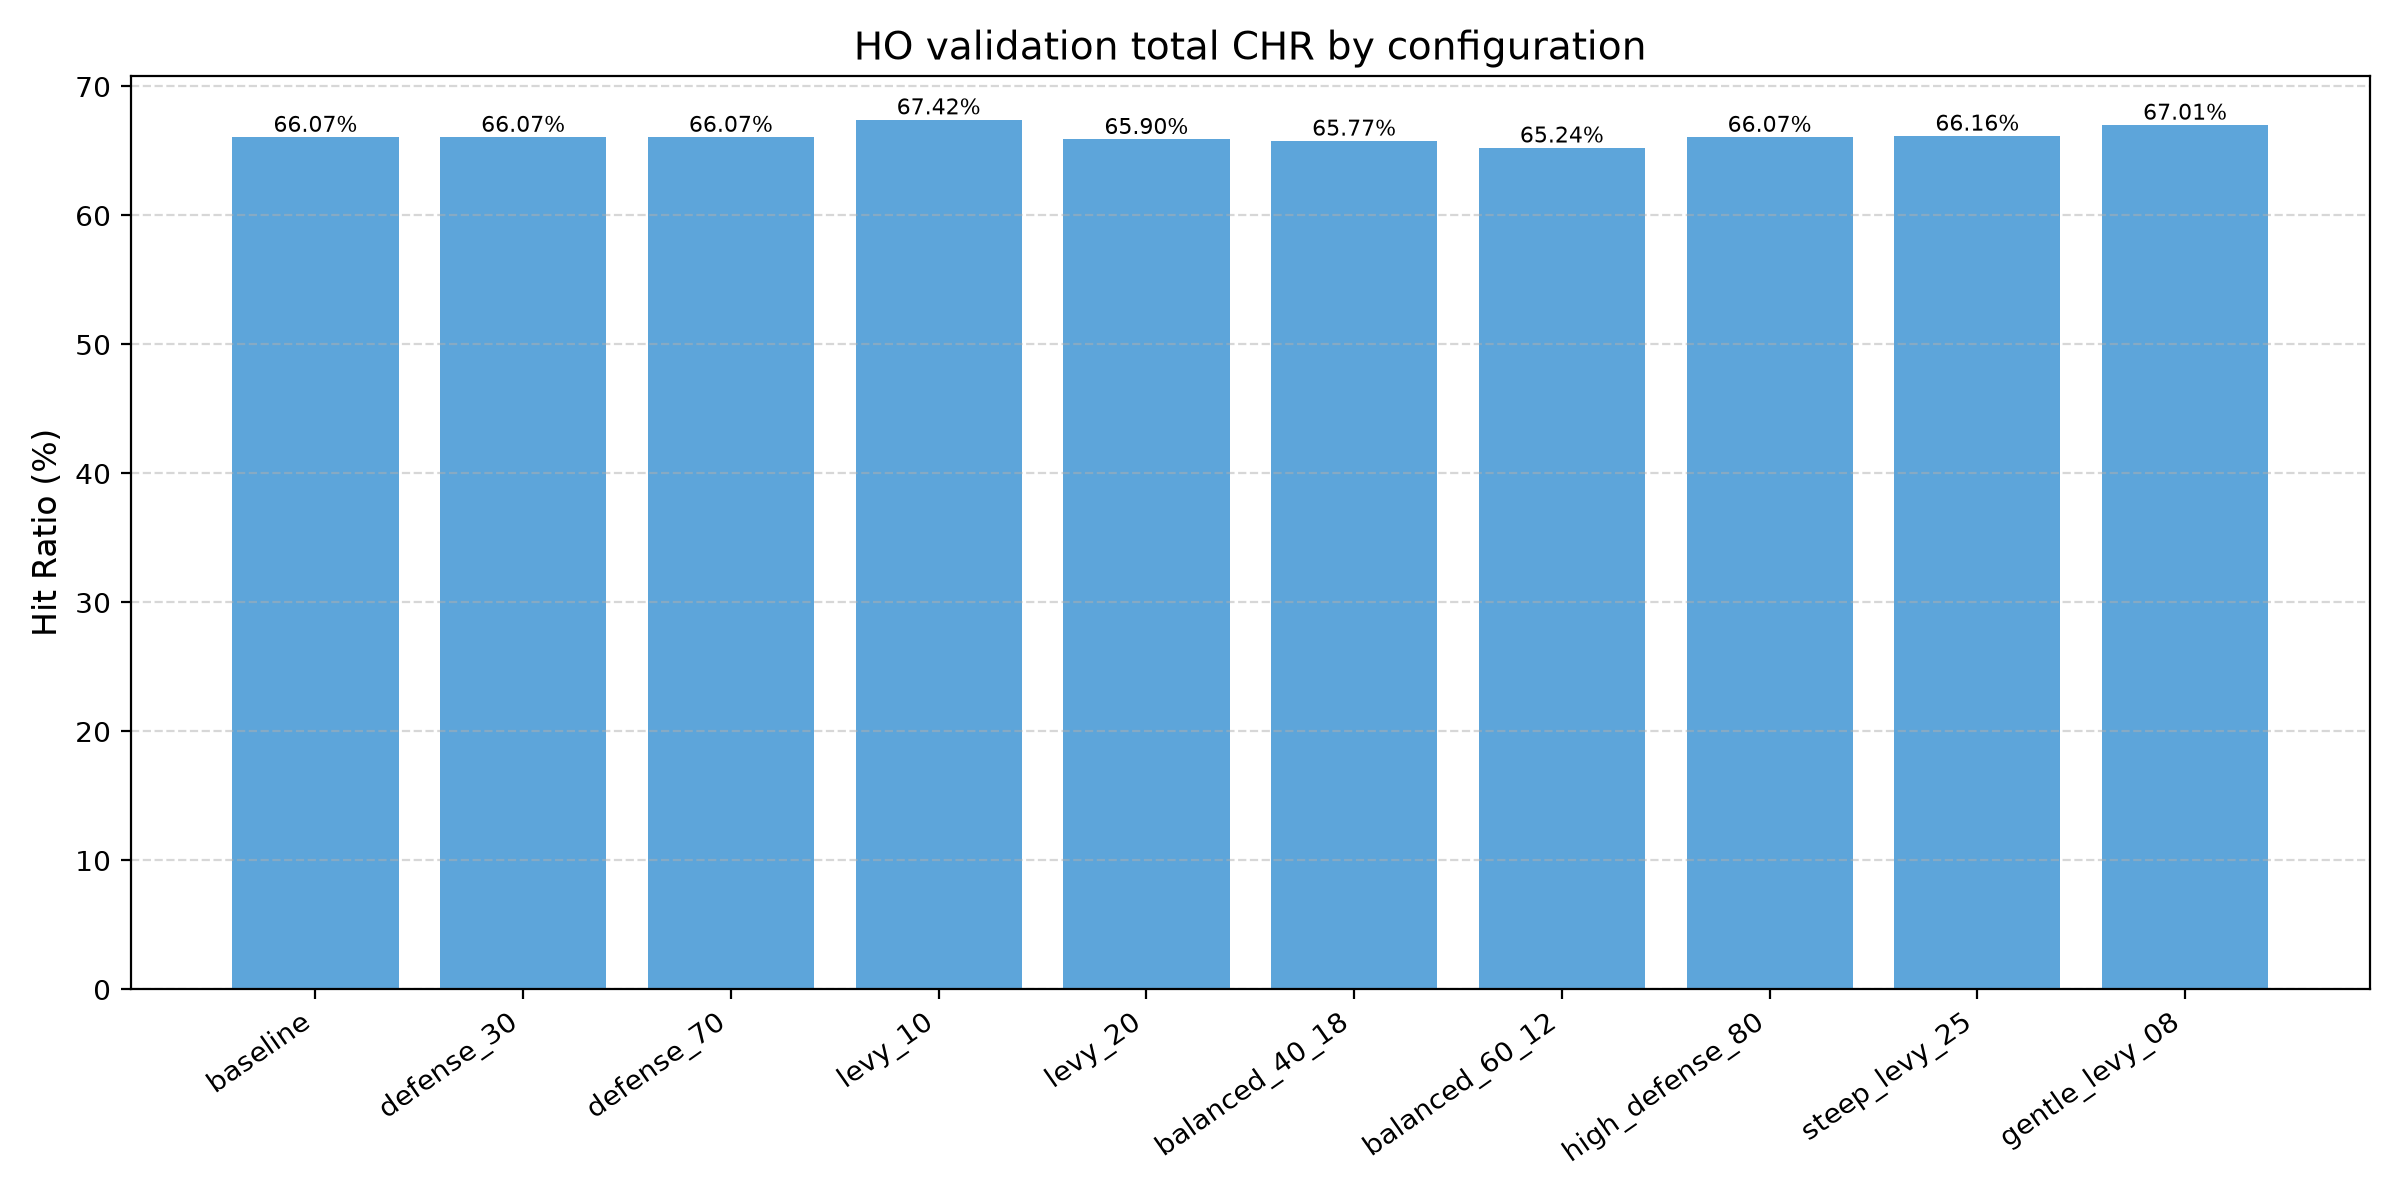 HO validation total CHR by configuration
Hit Ratio (%)
70
60
50
40
30
20
10
0
66.07%
66.07%
66.07%
67.42%
65.90%
65.77%
65.24%
66.07%
66.16%
67.01%
baseline
defense_30
defense_70
levy_10
levy_20
balanced_40_18
balanced_60_12
high_defense_80
steep_levy_25
gentle_levy_08